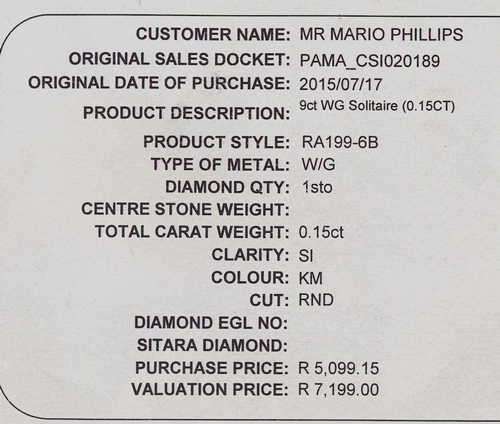 CUSTOMER NAME: MR MARIO PHILLIPS
ORIGINAL SALES DOCKET: PAMA_CSI020189
ORIGINAL DATE OF PURCHASE: 2015/07/17
PRODUCT DESCRIPTION: 9ct WG Solitaire (0.15CT)
PRODUCT STYLE: RA199-6B
TYPE OF METAL: W/G
DIAMOND QTY: 1sto
CENTRE STONE WEIGHT:
TOTAL CARAT WEIGHT: 0.15ct
CLARITY: SI
COLOUR: KM
CUT: RND
DIAMOND EGL NO:
SITARA DIAMOND:
PURCHASE PRICE: R 5,099.15
VALUATION PRICE: R 7,199.00